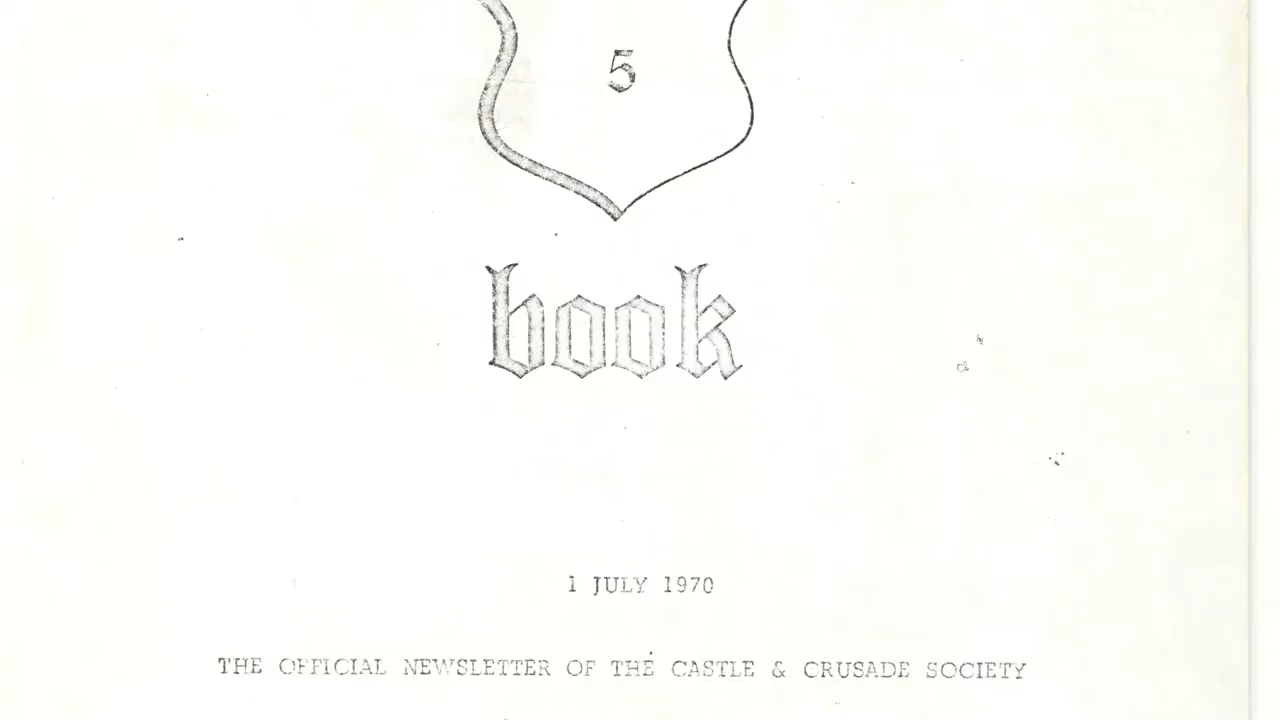 5
book
1 JULY 1970
THE OFFICIAL NEWSLETTER OF THE CASTLE & CRUSADE SOCIETY